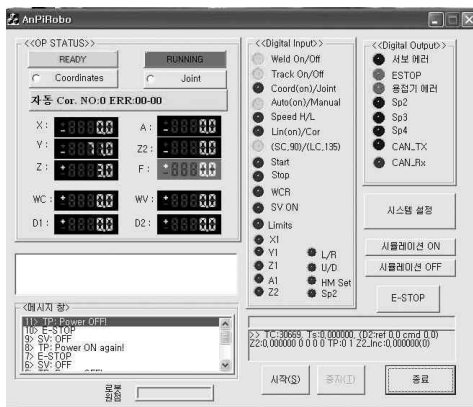 AnPiRobo
<<OP STATUS>>
READY
RUNNING
Coordinates
Joint
자동 Cor. NO:0 ERR:00-00
X :
A :
Y :
Z2 :
Z :
F :
WC :
WV :
D1 :
D2 :
<메시지 창>
11> TP: Power OFF!
10> E-STOP
9> SV: OFF
8> TP: Power ON again!
7> E-STOP
6> SV: OFF
로봇
원점
<<Digital Input>>
Weld On/Off
Track On/Off
Coord(on)/Joint
Auto(on)/Manual
Speed H/L
Lin(on)/Cor
(SC,90)/(LC,135)
Start
Stop
WCR
SV ON
Limits
X1
Y1
Z1
A1
Z2
L/R
U/D
HM Set
Sp2
<<Digital Output>>
서보 에러
ESTOP
용접기 에러
Sp2
Sp3
Sp4
CAN_TX
CAN_Rx
시스템 설정
시뮬레이션 ON
시뮬레이션 OFF
E-STOP
>> TC:30669, Ts:0,000000, (D2:ref 0,0 cmd 0,0)
Z2:0,000000 0 0 0 0 TP:0 1 Z2_Inc:0,000000(0)
시작(S)
중지(T)
종료